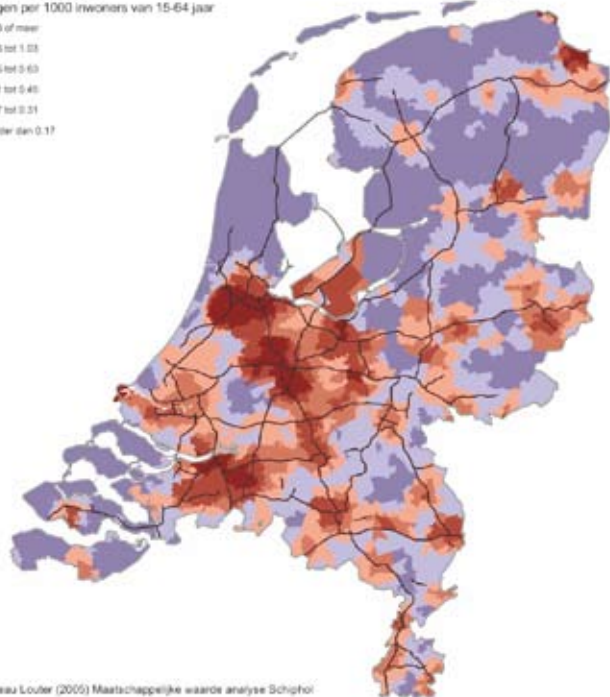 gen per 1000 inwoners van 15-64 jaar
of meer
tot 1.03
tot 0.63
tot 0.45
tot 0.31
der dan 0.17
eau Louter (2005) Maatschappelijke waarde analyse Schiphol